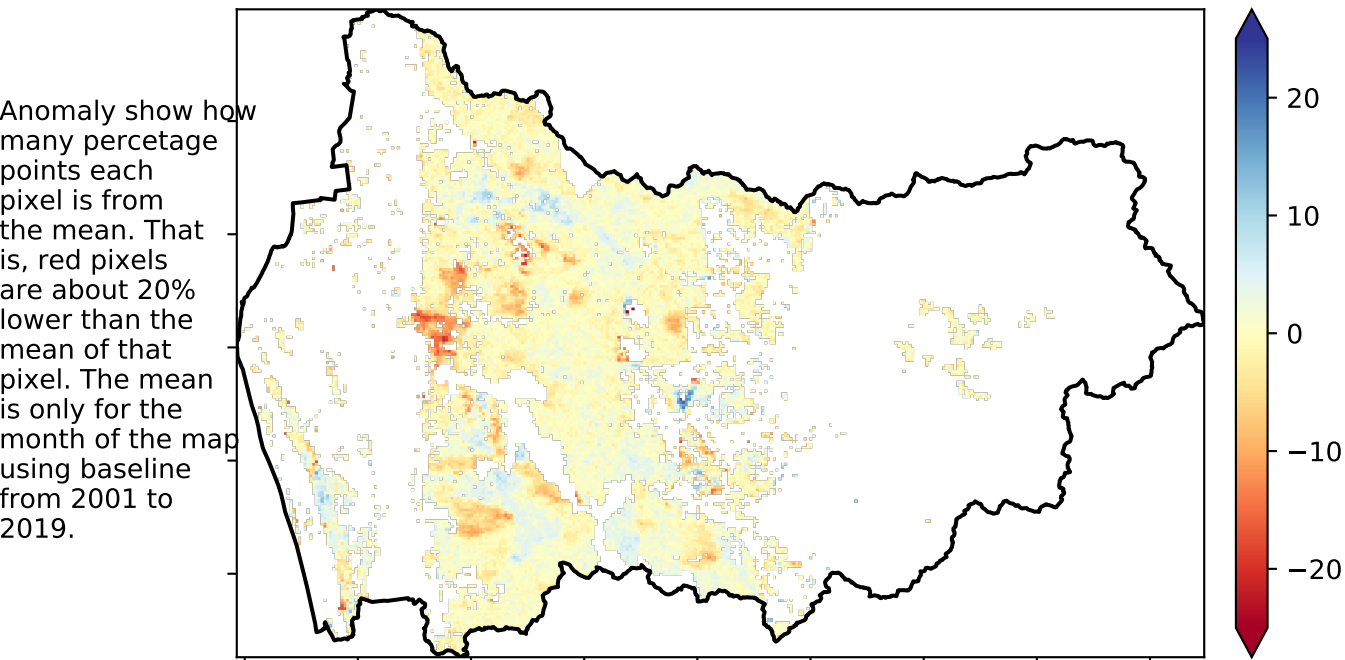 Anomaly show how
many percetage
points each
pixel is from
the mean. That
is, red pixels
are about 20%
lower than the
mean of that
pixel. The mean
is only for the
month of the map
using baseline
from 2001 to
2019.
20
10
0
−10
−20